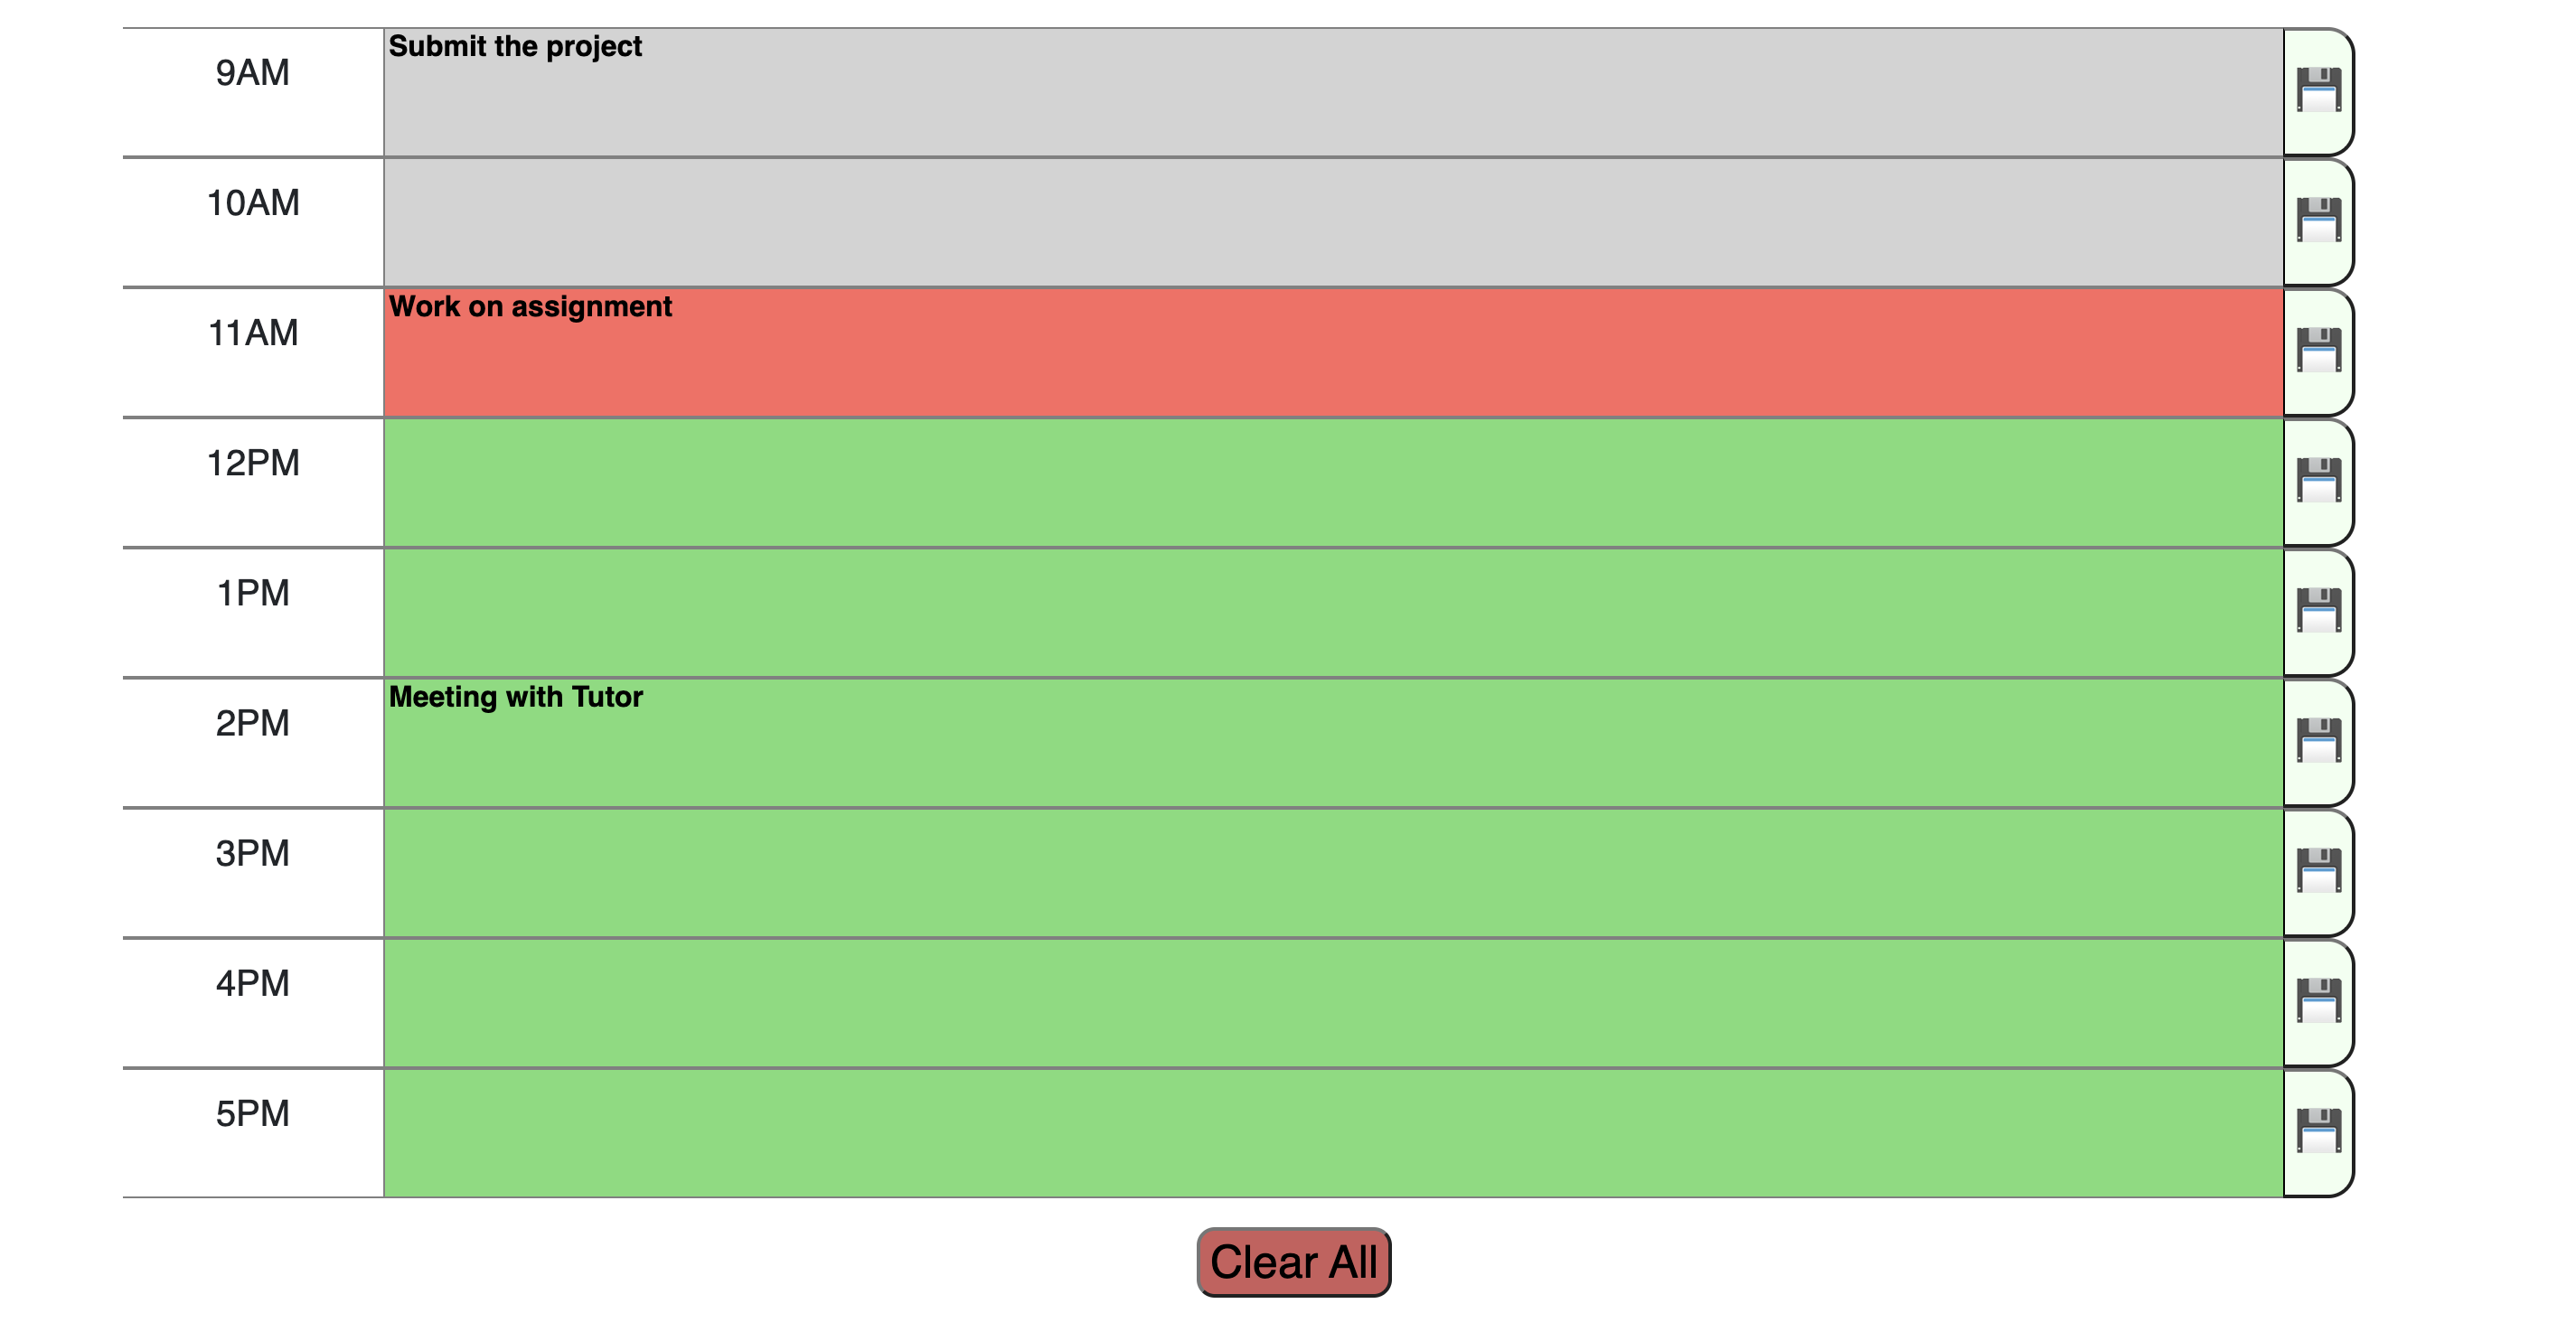 9AM Submit the project
10AM
11AM Work on assignment
12PM
1PM
2PM Meeting with Tutor
3PM
4PM
5PM
Clear All